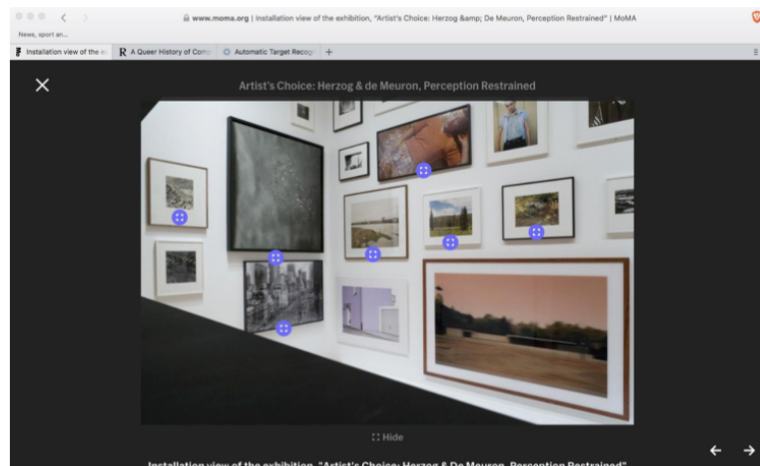 www.moma.org | Installation view of the exhibition, "Artist's Choice: Herzog &amp; De Meuron, Perception Restrained" | MoMA
News, sport an...
Installation view of the ex
A Queer History of Comp
Automatic Target Recog
Artist's Choice: Herzog & de Meuron, Perception Restrained
Hide
Installation view of the exhibition, "Artist's Choice: Herzog & De Meuron, Perception Restrained"